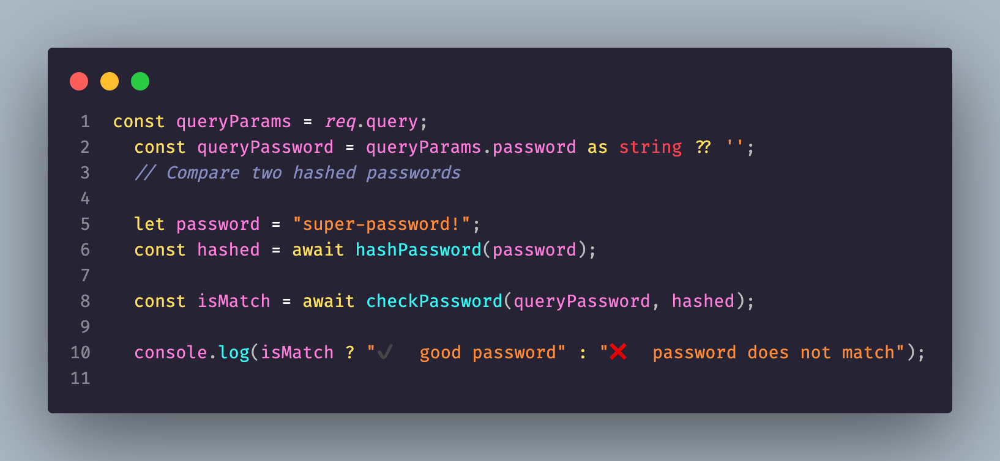 1 const queryParams = req.query;
2 const queryPassword = queryParams.password as string ?? '';
3 // Compare two hashed passwords
4
5 let password = "super-password!";
6 const hashed = await hashPassword(password);
7
8 const isMatch = await checkPassword(queryPassword, hashed);
9
10 console.log(isMatch ? "✔  good password" : "❌  password does not match");
11